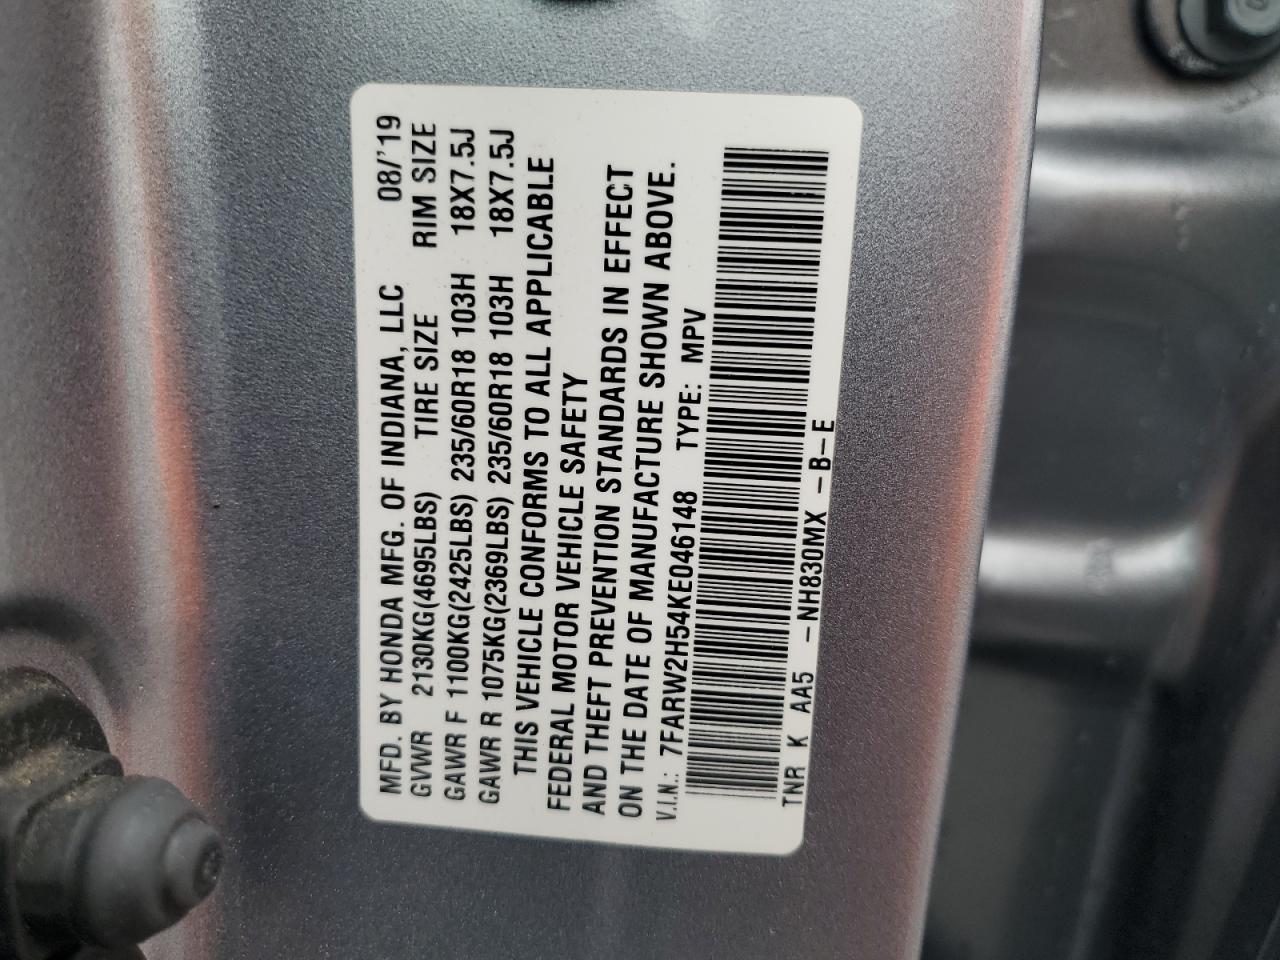 MFD. BY HONDA MFG. OF INDIANA, LLC 08/'19
GVWR 2130KG(4695LBS) TIRE SIZE RIM SIZE
GAWR F 1100KG(2425LBS) 235/60R18 103H 18X7.5J
GAWR R 1075KG(2369LBS) 235/60R18 103H 18X7.5J
THIS VEHICLE CONFORMS TO ALL APPLICABLE
FEDERAL MOTOR VEHICLE SAFETY
AND THEFT PREVENTION STANDARDS IN EFFECT
ON THE DATE OF MANUFACTURE SHOWN ABOVE.
V.I.N.: 7FARW2H54KE046148 TYPE: MPV
TNR K AA5 -NH830MX -B-E